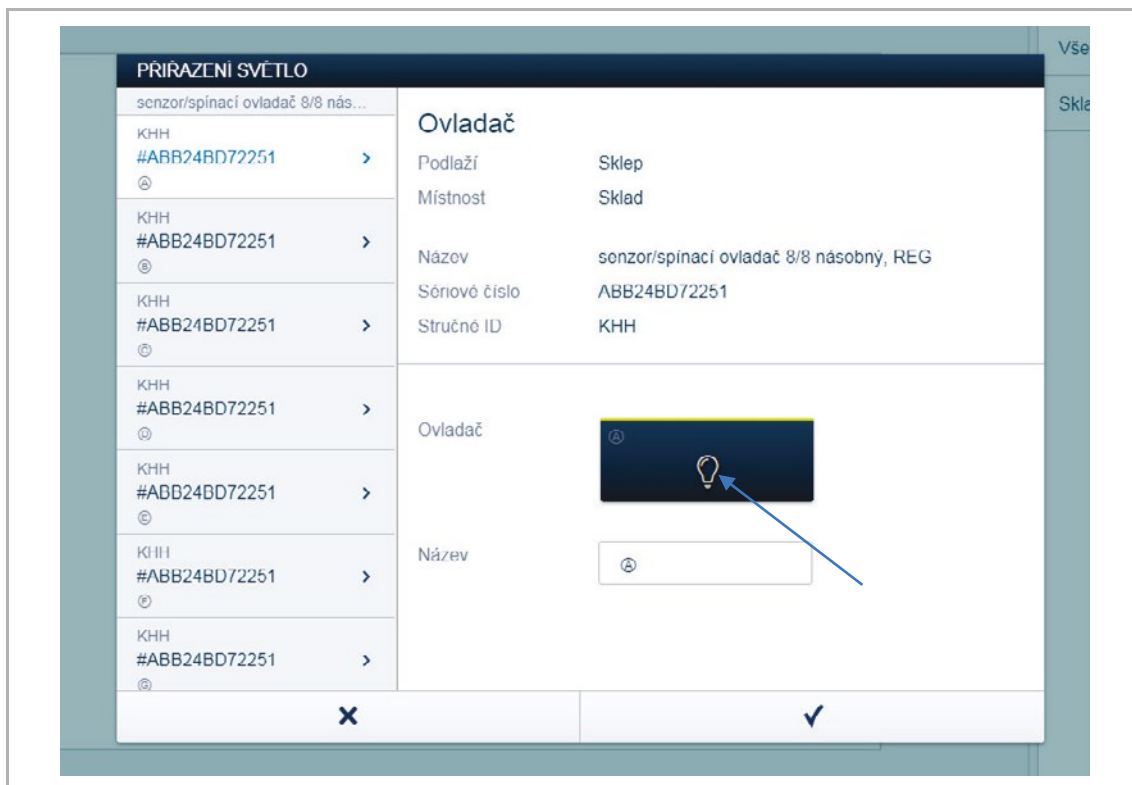 PŘIŘAZENÍ SVĚTLO
senzor/spínací ovladač 8/8 nás...
KHH
#ABB24BD72251
Ⓐ
KHH
#ABB24BD72251
Ⓑ
KHH
#ABB24BD72251
Ⓒ
KHH
#ABB24BD72251
Ⓓ
KHH
#ABB24BD72251
Ⓔ
KHH
#ABB24BD72251
Ⓕ
KHH
#ABB24BD72251
Ⓖ
Ovladač
Podlaží Sklep
Místnost Sklad
Název senzor/spínací ovladač 8/8 násobný, REG
Sériové číslo ABB24BD72251
Stručné ID KHH
Ovladač Ⓐ
Název Ⓐ
Vše
Skla